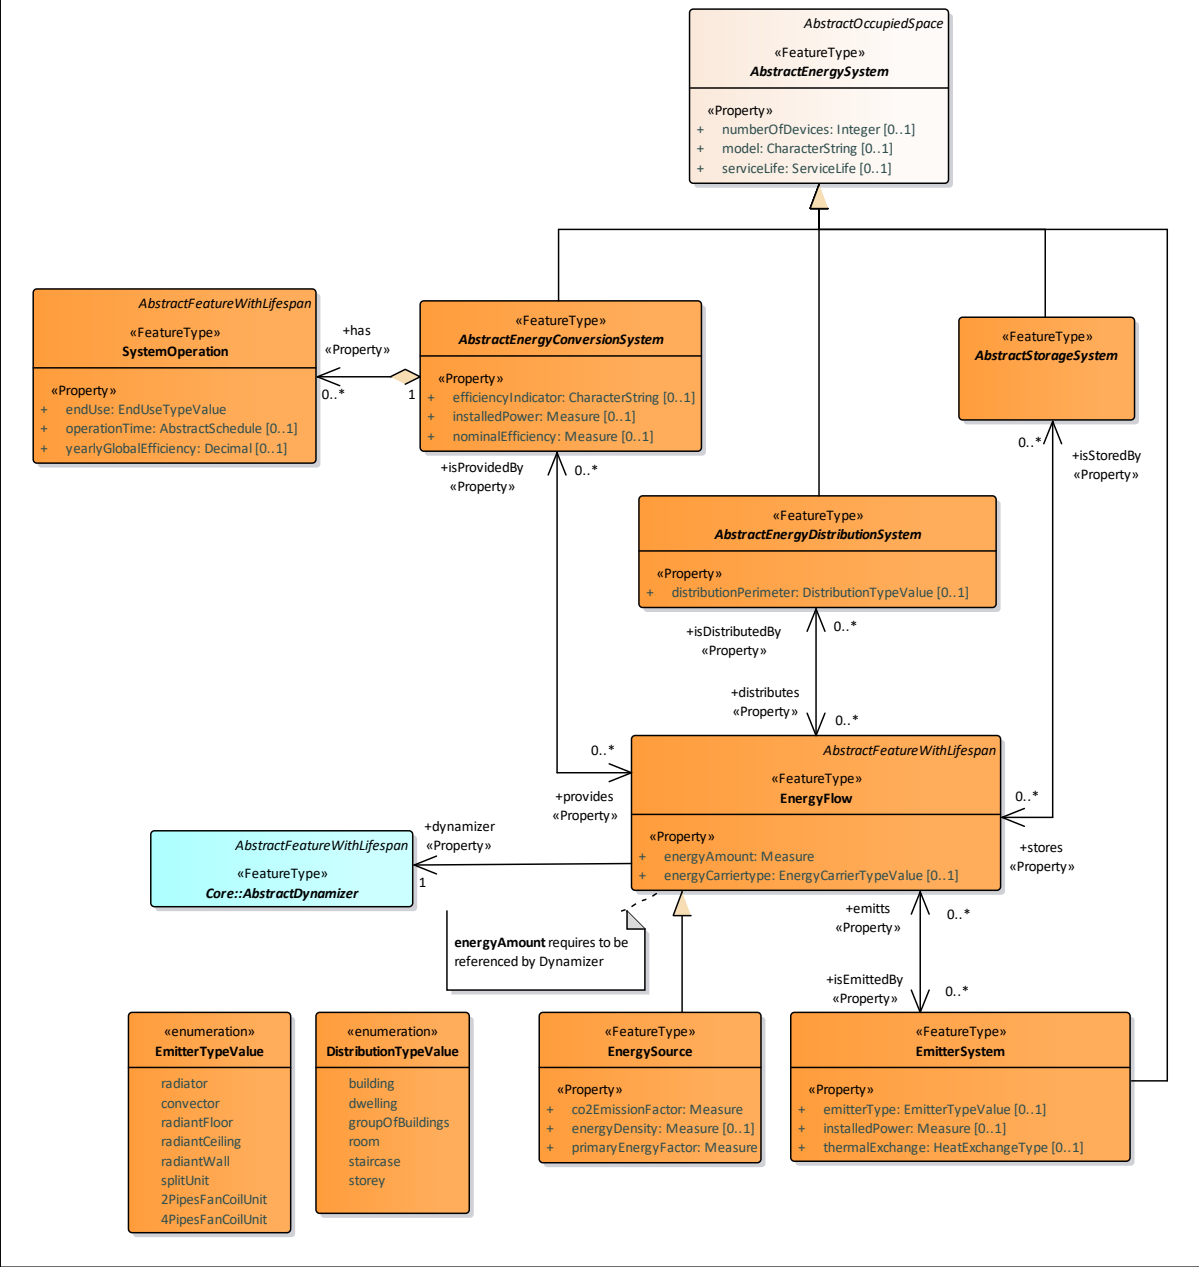 AbstractOccupiedSpace
«FeatureType»
AbstractEnergySystem
«Property»
+ numberOfDevices: Integer [0..1]
+ model: CharacterString [0..1]
+ serviceLife: ServiceLife [0..1]
AbstractFeatureWithLifespan
«FeatureType»
SystemOperation
«Property»
+ endUse: EndUseTypeValue
+ operationTime: AbstractSchedule [0..1]
+ yearlyGlobalEfficiency: Decimal [0..1]
+has
«Property»
0..*
1
«FeatureType»
AbstractEnergyConversionSystem
«Property»
+ efficiencyIndicator: CharacterString [0..1]
+ installedPower: Measure [0..1]
+ nominalEfficiency: Measure [0..1]
«FeatureType»
AbstractStorageSystem
+isProvidedBy
«Property»
0..*
0..*
+isStoredBy
«Property»
«FeatureType»
AbstractEnergyDistributionSystem
«Property»
+ distributionPerimeter: DistributionTypeValue [0..1]
+isDistributedBy
«Property»
0..*
+distributes
«Property»
0..*
0..*
+provides
«Property»
AbstractFeatureWithLifespan
«FeatureType»
EnergyFlow
«Property»
+ energyAmount: Measure
+ energyCarriertype: EnergyCarrierTypeValue [0..1]
0..*
+stores
«Property»
+dynamizer
«Property»
1
AbstractFeatureWithLifespan
«FeatureType»
Core::AbstractDynamizer
energyAmount requires to be
referenced by Dynamizer
+emitts
«Property»
0..*
+isEmittedBy
«Property»
0..*
«enumeration»
EmitterTypeValue
radiator
convector
radiantFloor
radiantCeiling
radiantWall
splitUnit
2PipesFanCoilUnit
4PipesFanCoilUnit
«enumeration»
DistributionTypeValue
building
dwelling
groupOfBuildings
room
staircase
storey
«FeatureType»
EnergySource
«Property»
+ co2EmissionFactor: Measure
+ energyDensity: Measure [0..1]
+ primaryEnergyFactor: Measure
«FeatureType»
EmitterSystem
«Property»
+ emitterType: EmitterTypeValue [0..1]
+ installedPower: Measure [0..1]
+ thermalExchange: HeatExchangeType [0..1]